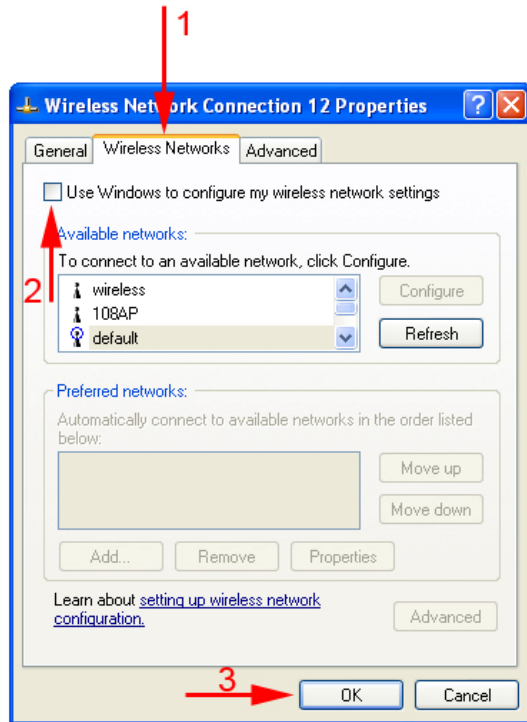 1
Wireless Network Connection 12 Properties
General Wireless Networks Advanced
Use Windows to configure my wireless network settings
2
Available networks:
To connect to an available network, click Configure.
wireless
108AP
default
Configure
Refresh
Preferred networks:
Automatically connect to available networks in the order listed
below:
Move up
Move down
Add... Remove Properties
Learn about setting up wireless network
configuration.
Advanced
3
OK Cancel